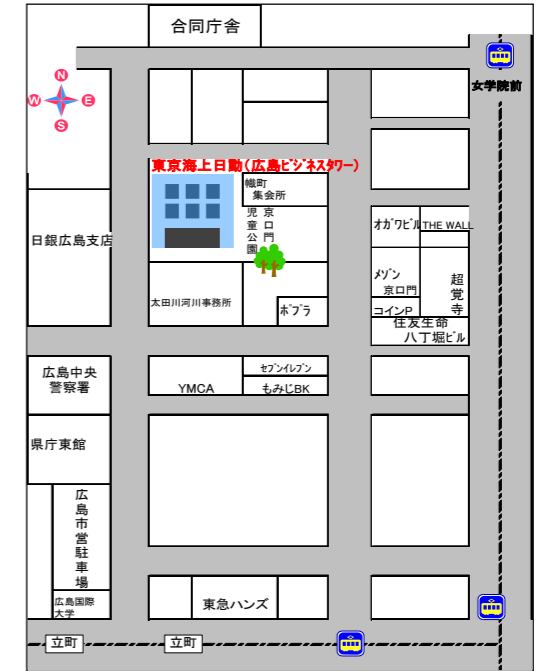 合同庁舎
N
W
E
S
女学院前
東京海上日動(広島ﾋﾞｼﾞﾈｽﾀﾜｰ)
幟町
集会所
児童公園
京口門
日銀広島支店
太田川河川事務所
ﾎﾟﾌﾟﾗ
ｵｶﾞﾜﾋﾞﾙ
THE WALL
ﾒｿﾞﾝ
京口門
コインP
超覚寺
住友生命
八丁堀ﾋﾞﾙ
広島中央
警察署
YMCA
ｾﾌﾞﾝｲﾚﾌﾞﾝ
もみじBK
県庁東館
広島市営駐車場
広島国際
大学
東急ハンズ
立町
立町